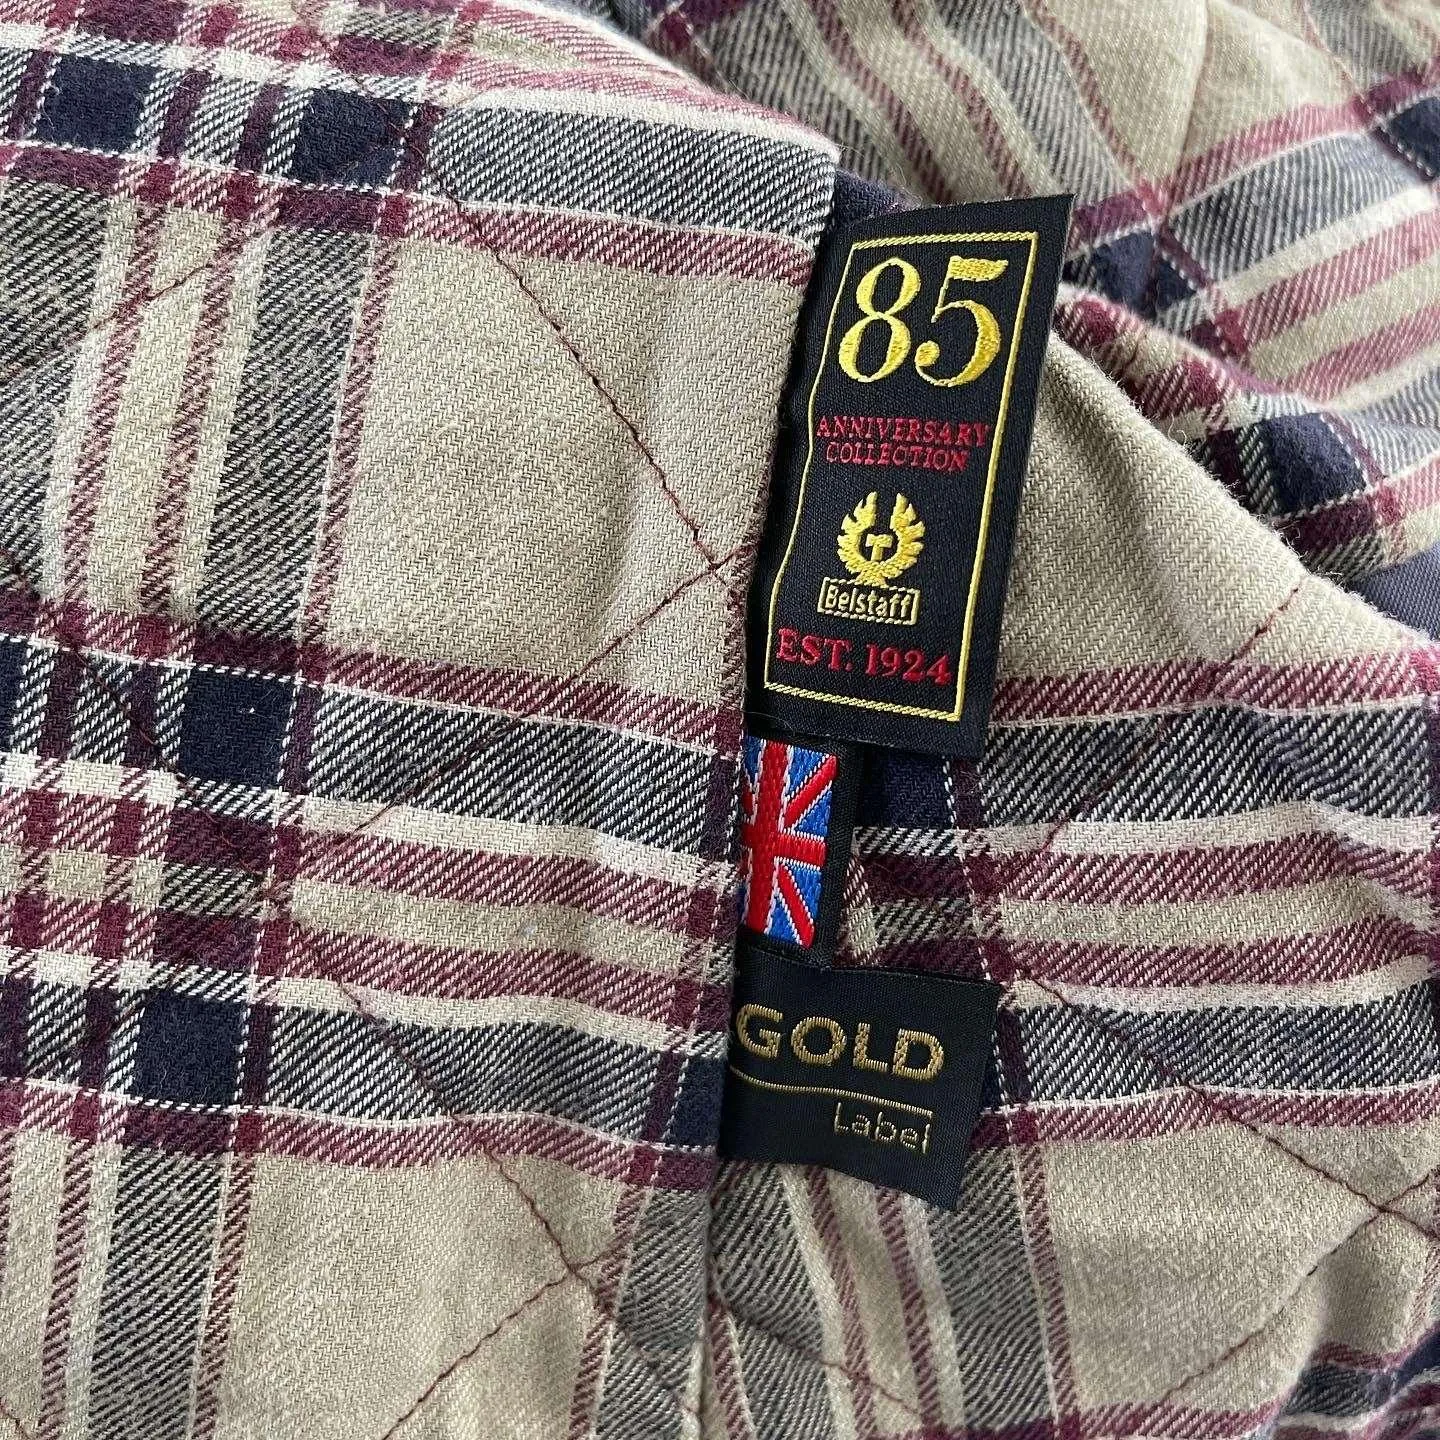 85
ANNIVERSARY
COLLECTION
Belstaff
EST. 1924
GOLD
Label